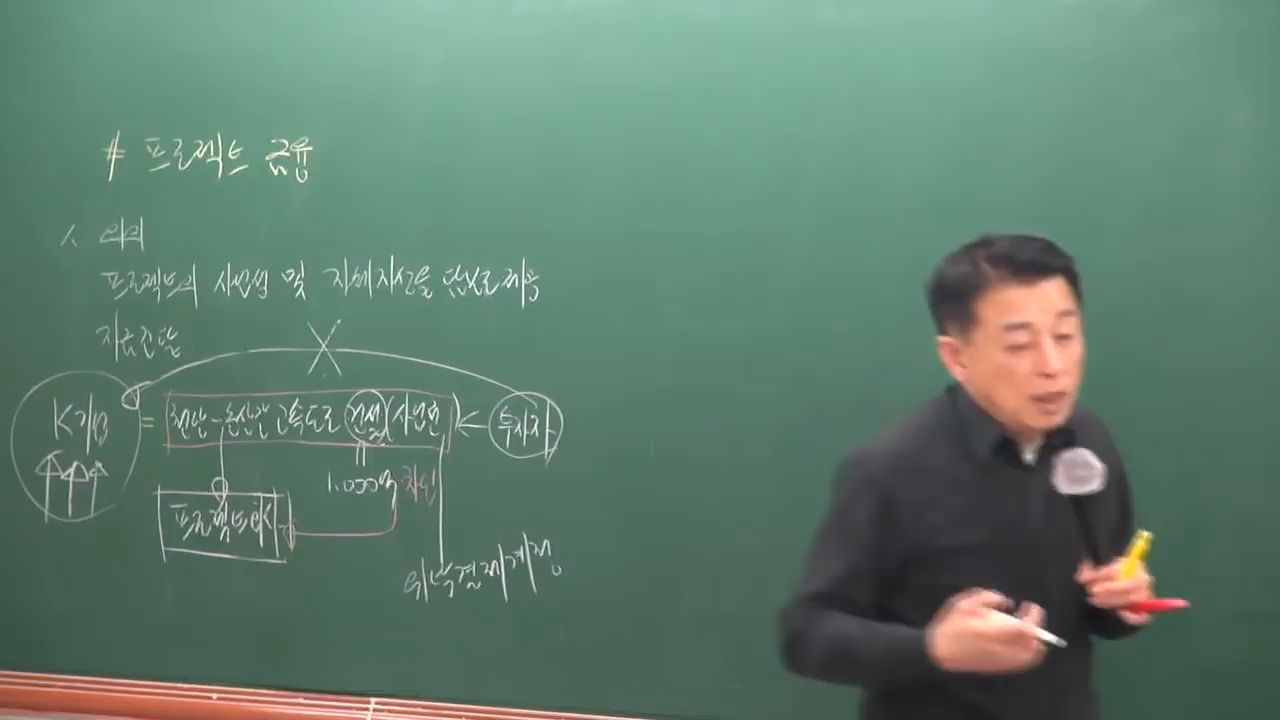 # 프로젝트 금융
1. 의의
프로젝트의 사업성 및 자체자산을 담보로 제공
자금조달
K기업 = 천안-논산간 고속도로 건설 (사업단) ← 투자자
1,000억 차입
프로젝트 회사
위탁결제계정